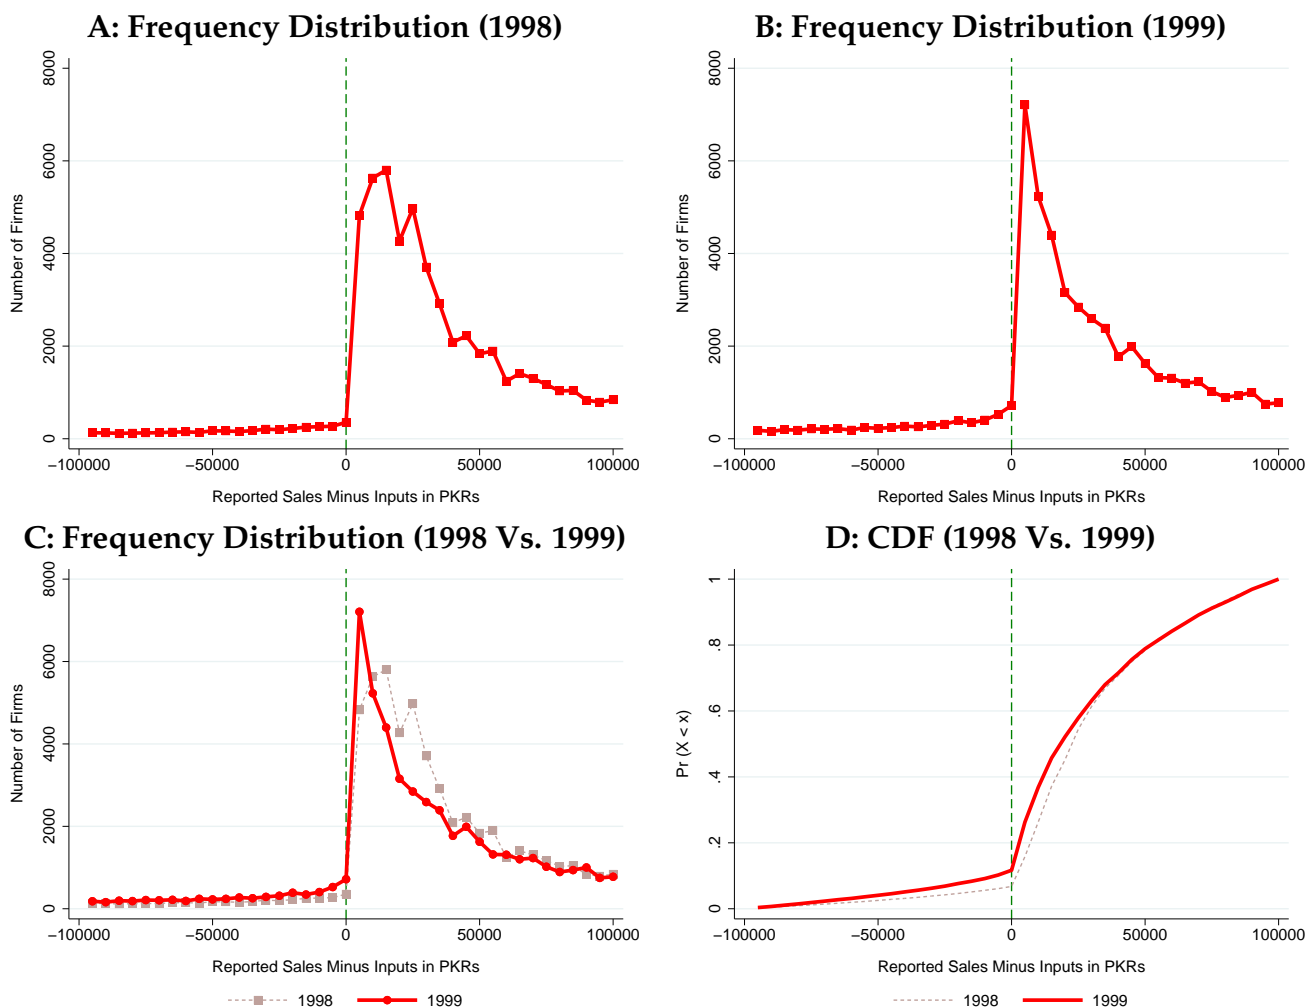 A: Frequency Distribution (1998)
8000
6000
4000
2000
0
Number of Firms
−100000 −50000 0 50000 100000
Reported Sales Minus Inputs in PKRs
B: Frequency Distribution (1999)
8000
6000
4000
2000
0
Number of Firms
−100000 −50000 0 50000 100000
Reported Sales Minus Inputs in PKRs
C: Frequency Distribution (1998 Vs. 1999)
8000
6000
4000
2000
0
Number of Firms
−100000 −50000 0 50000 100000
Reported Sales Minus Inputs in PKRs
1998 1999
D: CDF (1998 Vs. 1999)
1
.8
.6
.4
.2
0
Pr (X < x)
−100000 −50000 0 50000 100000
Reported Sales Minus Inputs in PKRs
1998 1999